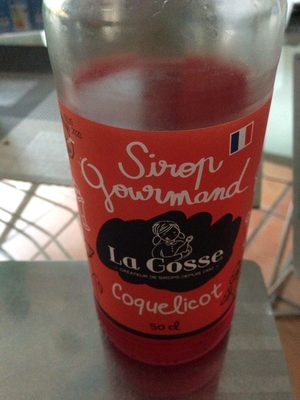 Sirop
Gourmand
La Gosse
Coquelicot
50 cl